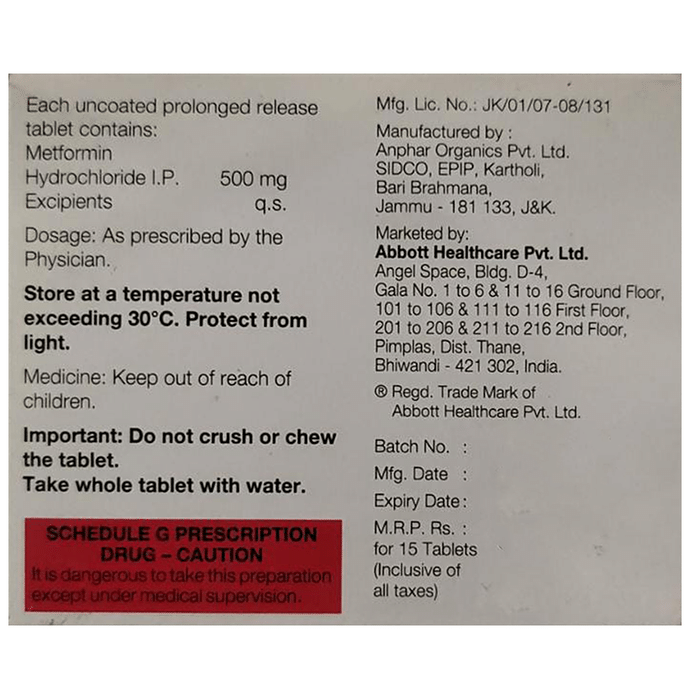 Each uncoated prolonged release
tablet contains:
Metformin
Hydrochloride I.P. 500 mg
Excipients q.s.
Dosage: As prescribed by the
Physician.
Store at a temperature not
exceeding 30°C. Protect from
light.
Medicine: Keep out of reach of
children.
Important: Do not crush or chew
the tablet.
Take whole tablet with water.
SCHEDULE G PRESCRIPTION
DRUG – CAUTION
It is dangerous to take this preparation
except under medical supervision.
Mfg. Lic. No.: JK/01/07-08/131
Manufactured by :
Anphar Organics Pvt. Ltd.
SIDCO, EPIP, Kartholi,
Bari Brahmana,
Jammu - 181 133, J&K.
Marketed by:
Abbott Healthcare Pvt. Ltd.
Angel Space, Bldg. D-4,
Gala No. 1 to 6 & 11 to 16 Ground Floor,
101 to 106 & 111 to 116 First Floor,
201 to 206 & 211 to 216 2nd Floor,
Pimplas, Dist. Thane,
Bhiwandi - 421 302, India.
® Regd. Trade Mark of
Abbott Healthcare Pvt. Ltd.
Batch No. :
Mfg. Date :
Expiry Date :
M.R.P. Rs. :
for 15 Tablets
(Inclusive of
all taxes)